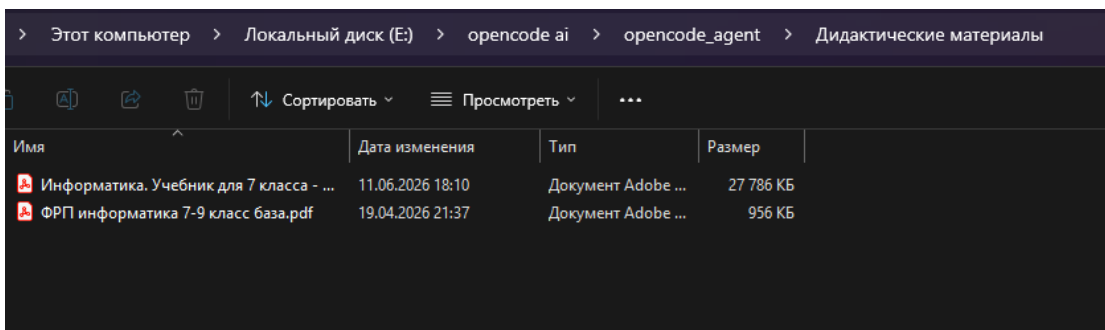 > Этот компьютер > Локальный диск (E:) > opencode ai > opencode_agent > Дидактические материалы
Сортировать Просмотреть ...
Имя Дата изменения Тип Размер
Информатика. Учебник для 7 класса - ... 11.06.2026 18:10 Документ Adobe ... 27 786 КБ
ФРП информатика 7-9 класс база.pdf 19.04.2026 21:37 Документ Adobe ... 956 КБ